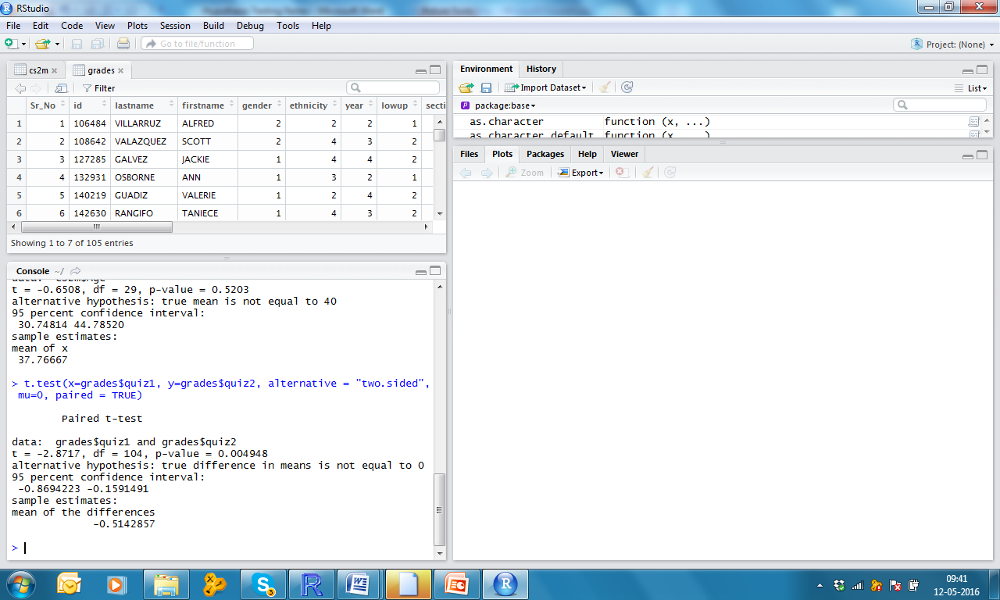 RStudio
File Edit Code View Plots Session Build Debug Tools Help
Go to file/function
Project: (None)
cs2m grades
Filter
Sr_No id lastname firstname gender ethnicity year lowup secti
1 1 106484 VILLARRUZ ALFRED 2 2 2 1
2 2 108642 VALAZQUEZ SCOTT 2 4 3 2
3 3 127285 GALVEZ JACKIE 1 4 4 2
4 4 132931 OSBORNE ANN 1 3 2 1
5 5 140219 GUADIZ VALERIE 1 2 4 2
6 6 142630 RANGIFO TANIECE 1 4 3 2
Showing 1 to 7 of 105 entries
Console ~/
data: cs2m$Age
t = -0.6508, df = 29, p-value = 0.5203
alternative hypothesis: true mean is not equal to 40
95 percent confidence interval:
30.74814 44.78520
sample estimates:
mean of x
37.76667
> t.test(x=grades$quiz1, y=grades$quiz2, alternative = "two.sided",
mu=0, paired = TRUE)
Paired t-test
data: grades$quiz1 and grades$quiz2
t = -2.8717, df = 104, p-value = 0.004948
alternative hypothesis: true difference in means is not equal to 0
95 percent confidence interval:
-0.8694223 -0.1591491
sample estimates:
mean of the differences
-0.5142857
>
Environment History
Import Dataset List
package:base
as.character function (x, ...)
as.character.default function (x, ...)
Files Plots Packages Help Viewer
Zoom Export
09:41
12-05-2016